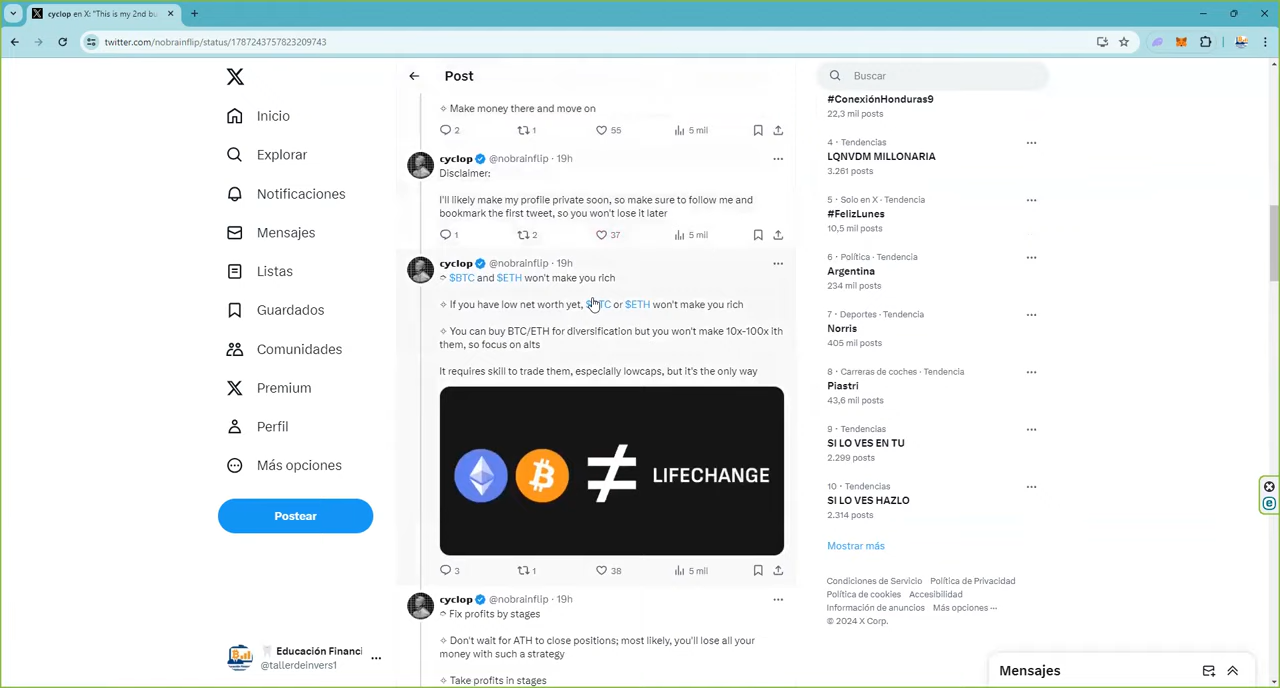 cyclop en X: "This is my 2nd bu
twitter.com/nobrainflip/status/1787243757823209743
Inicio
Explorar
Notificaciones
Mensajes
Listas
Guardados
Comunidades
Premium
Perfil
Más opciones
Postear
Educación Financi
@tallerdeinvers1
Post
✧ Make money there and move on
2 1 55 5 mil
cyclop @nobrainflip · 19h
Disclaimer:
I'll likely make my profile private soon, so make sure to follow me and
bookmark the first tweet, so you won't lose it later
1 2 37 5 mil
cyclop @nobrainflip · 19h
$BTC and $ETH won't make you rich
✧ If you have low net worth yet, $BTC or $ETH won't make you rich
✧ You can buy BTC/ETH for diversification but you won't make 10x-100x ith
them, so focus on alts
It requires skill to trade them, especially lowcaps, but it's the only way
≠ LIFECHANGE
3 1 38 5 mil
cyclop @nobrainflip · 19h
Fix profits by stages
✧ Don't wait for ATH to close positions; most likely, you'll lose all your
money with such a strategy
✧ Take profits in stages
Buscar
#ConexiónHonduras9
22,3 mil posts
4 · Tendencias
LQNVDM MILLONARIA
3.261 posts
5 · Solo en X · Tendencia
#FelizLunes
10,5 mil posts
6 · Política · Tendencia
Argentina
234 mil posts
7 · Deportes · Tendencia
Norris
405 mil posts
8 · Carreras de coches · Tendencia
Piastri
43,6 mil posts
9 · Tendencias
SI LO VES EN TU
2.299 posts
10 · Tendencias
SI LO VES HAZLO
2.314 posts
Mostrar más
Condiciones de Servicio Política de Privacidad
Política de cookies Accesibilidad
Información de anuncios Más opciones ···
© 2024 X Corp.
Mensajes